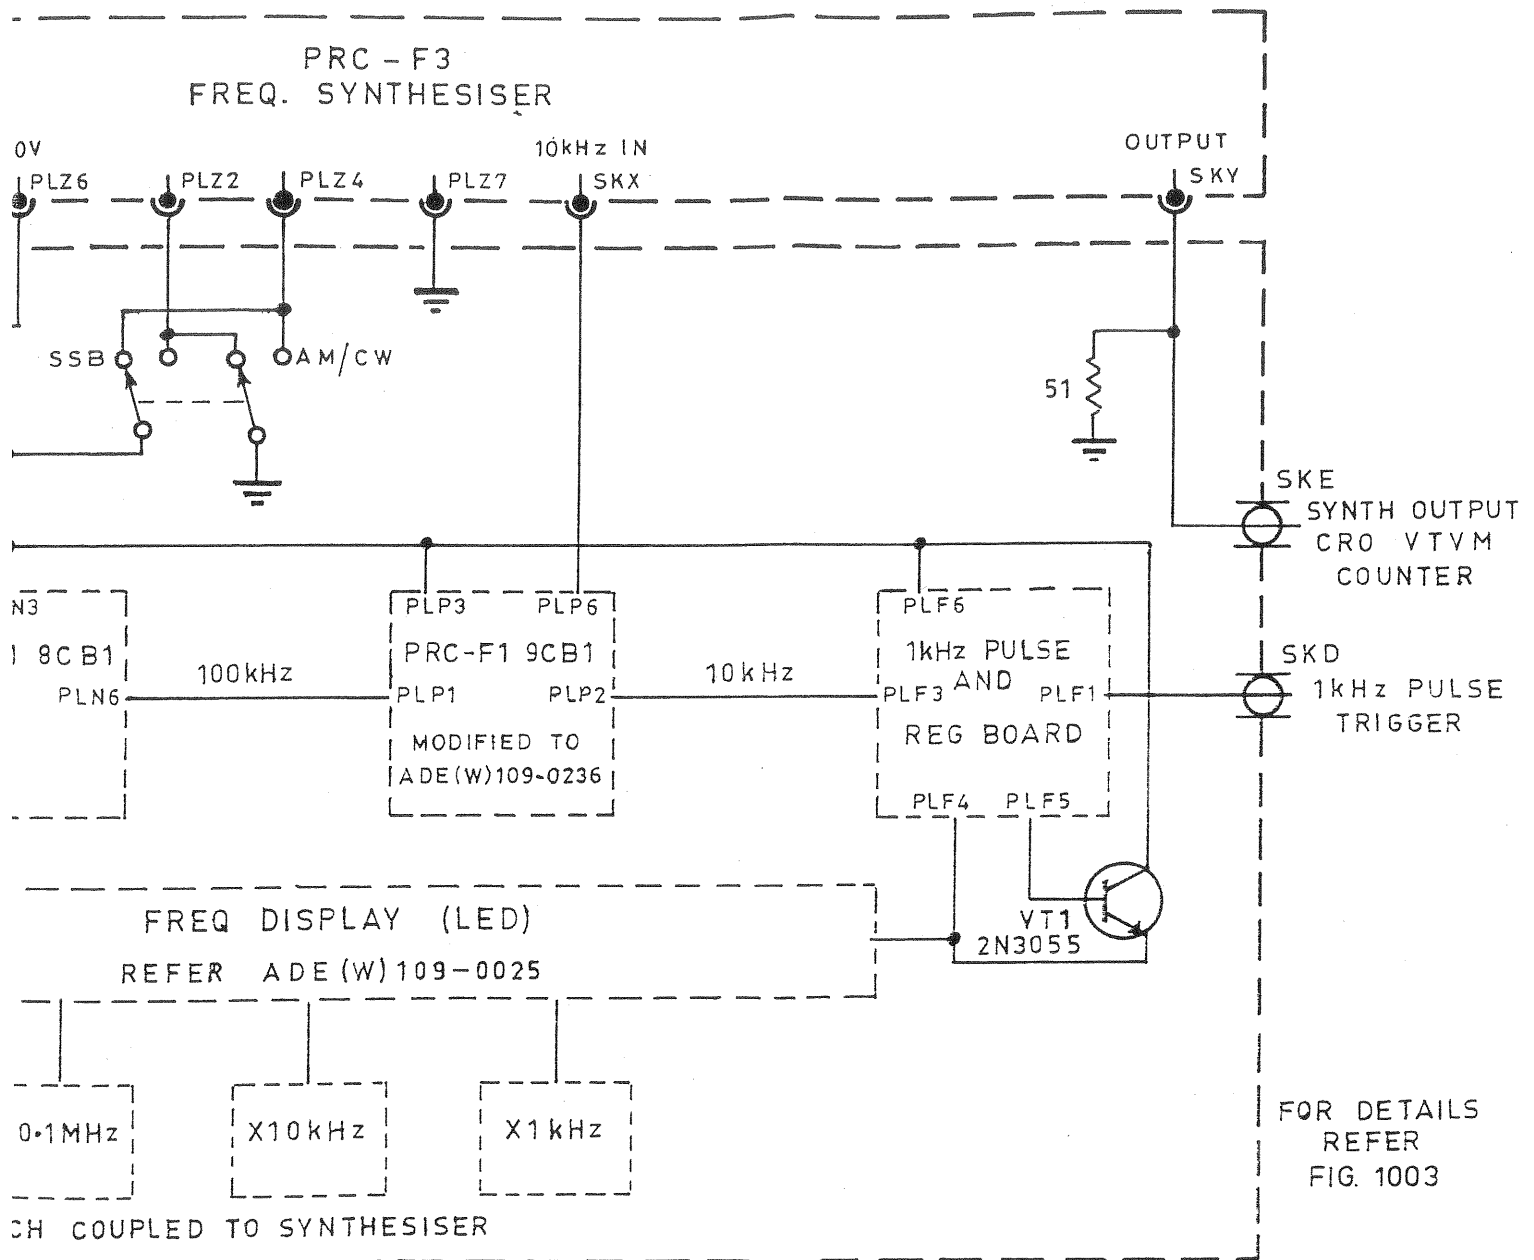 PRC-F3
FREQ. SYNTHESISER
0V
10kHz IN
OUTPUT
PLZ6
PLZ2
PLZ4
PLZ7
SKX
SKY
SSB
AM/CW
51
SKE
SYNTH OUTPUT
CRO VTVM
COUNTER
N3
PLP3
PLP6
PLF6
8CB1
PRC-F1 9CB1
1kHz PULSE
AND
REG BOARD
100kHz
10kHz
PLN6
PLP1
PLP2
PLF3
PLF1
SKD
1kHz PULSE
TRIGGER
MODIFIED TO
ADE(W)109-0236
PLF4
PLF5
VT1
2N3055
FREQ DISPLAY (LED)
REFER ADE(W)109-0025
0.1MHz
X10kHz
X1kHz
FOR DETAILS
REFER
FIG. 1003
CH COUPLED TO SYNTHESISER